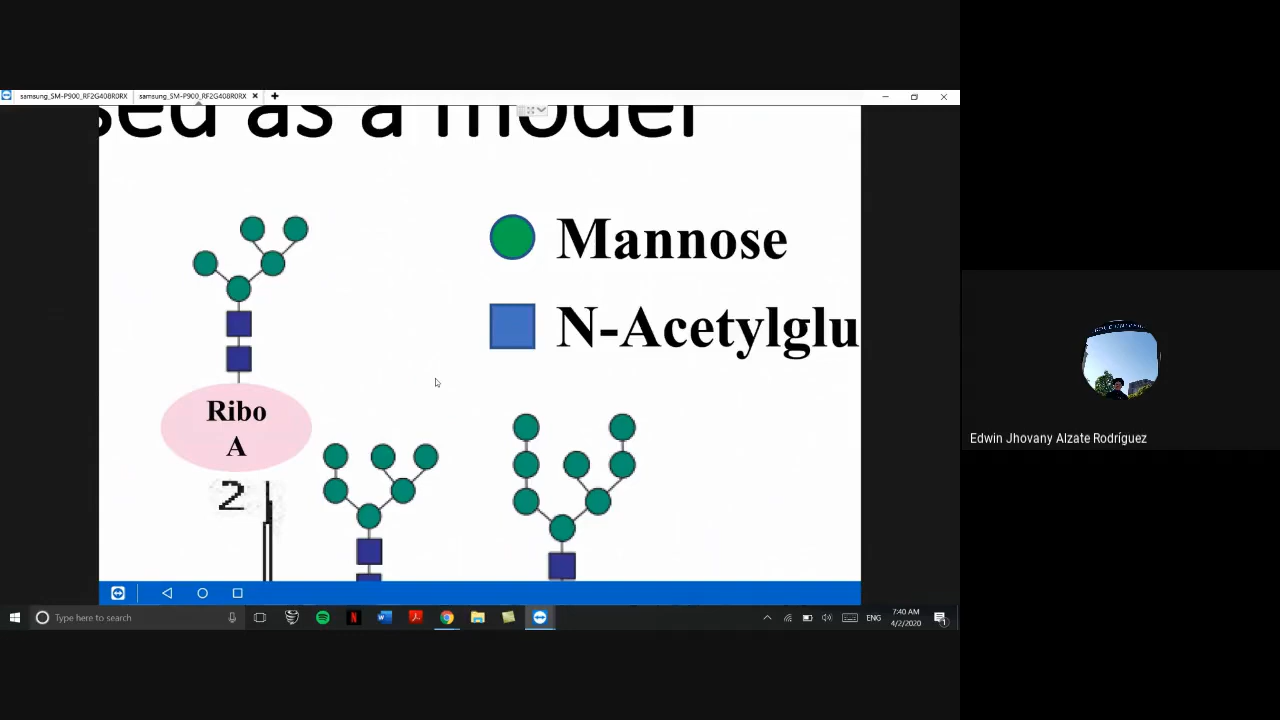 samsung_SM-P900_RF2G408R0RX samsung_SM-P900_RF2G408R0RX
sed as a model
Mannose
N-Acetylglu
Ribo
A
2
Edwin Jhovany Alzate Rodríguez
Type here to search
ENG
7:40 AM
4/2/2020